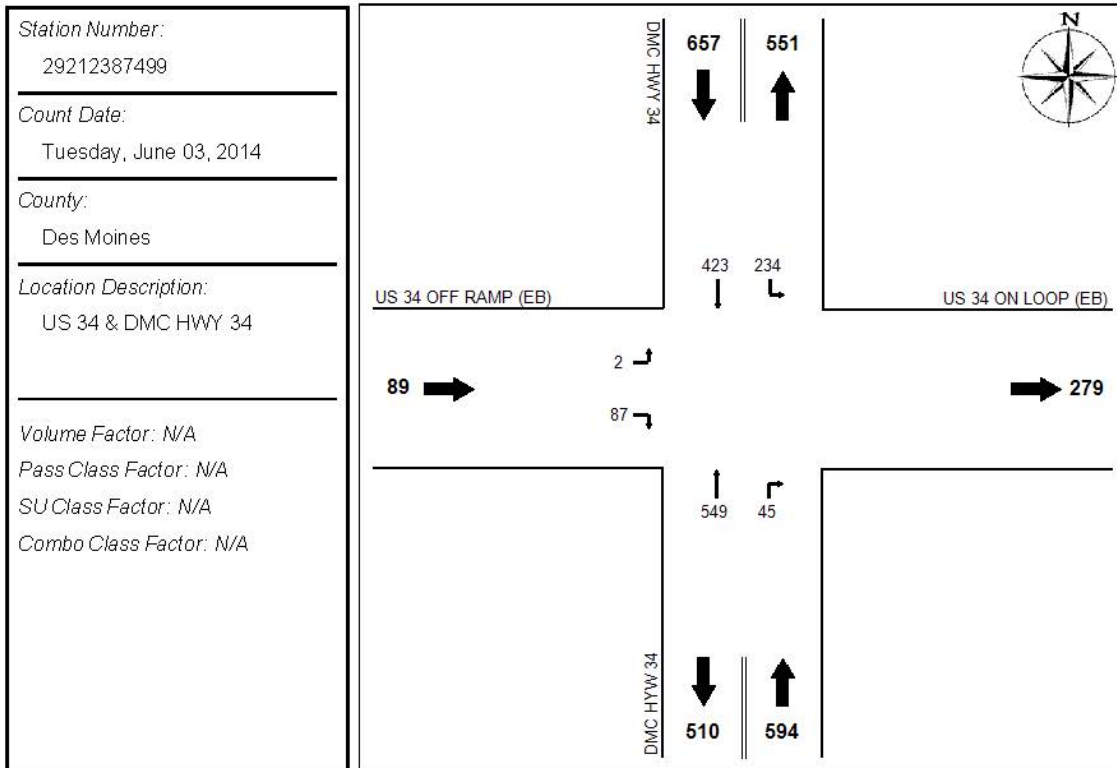 Station Number:
29212387499
Count Date:
Tuesday, June 03, 2014
County:
Des Moines
Location Description:
US 34 & DMC HWY 34
Volume Factor: N/A
Pass Class Factor: N/A
SU Class Factor: N/A
Combo Class Factor: N/A
N
DMC HWY 34
657 551
423 234
US 34 OFF RAMP (EB)
US 34 ON LOOP (EB)
2
89
279
87
549 45
DMC HYW 34
510 594